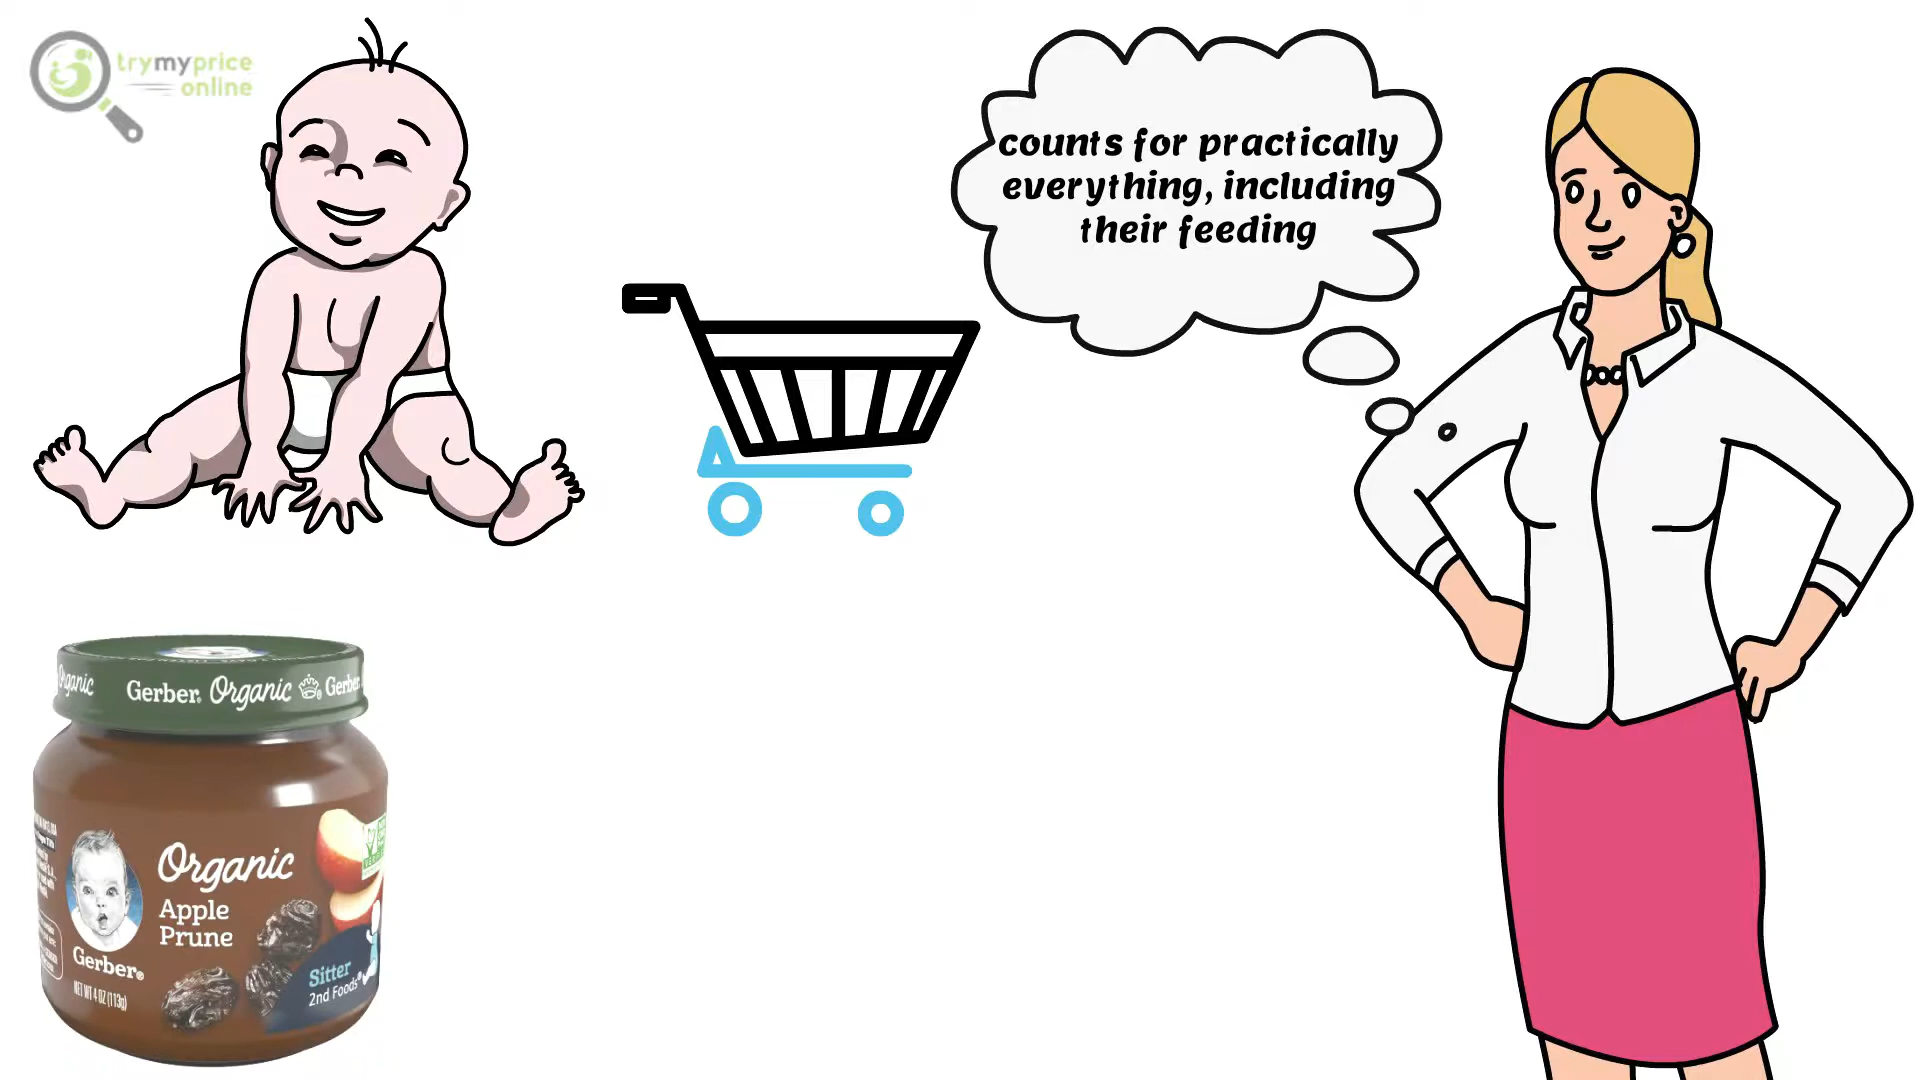 trymyprice
online
counts for practically
everything, including
their feeding
Organic Gerber® Organic Gerber
Organic
Apple
Prune
Gerber®
NET WT 4 OZ (113g)
Sitter
2nd Foods®